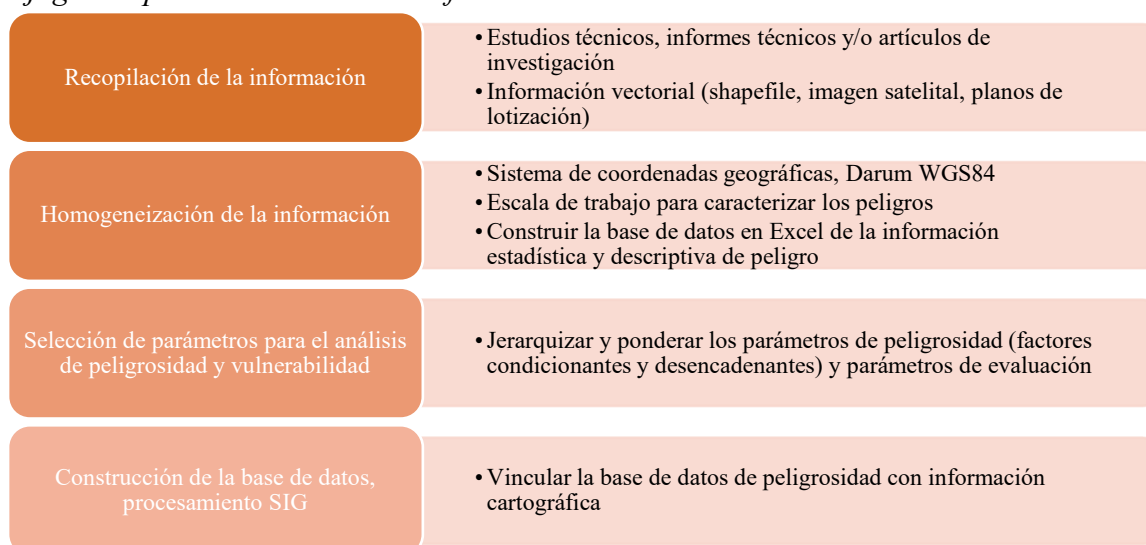 Recopilación de la información
• Estudios técnicos, informes técnicos y/o artículos de
investigación
• Información vectorial (shapefile, imagen satelital, planos de
lotización)
Homogeneización de la información
• Sistema de coordenadas geográficas, Darum WGS84
• Escala de trabajo para caracterizar los peligros
• Construir la base de datos en Excel de la información
estadística y descriptiva de peligro
Selección de parámetros para el análisis
de peligrosidad y vulnerabilidad
• Jerarquizar y ponderar los parámetros de peligrosidad (factores
condicionantes y desencadenantes) y parámetros de evaluación
Construcción de la base de datos,
procesamiento SIG
• Vincular la base de datos de peligrosidad con información
cartográfica